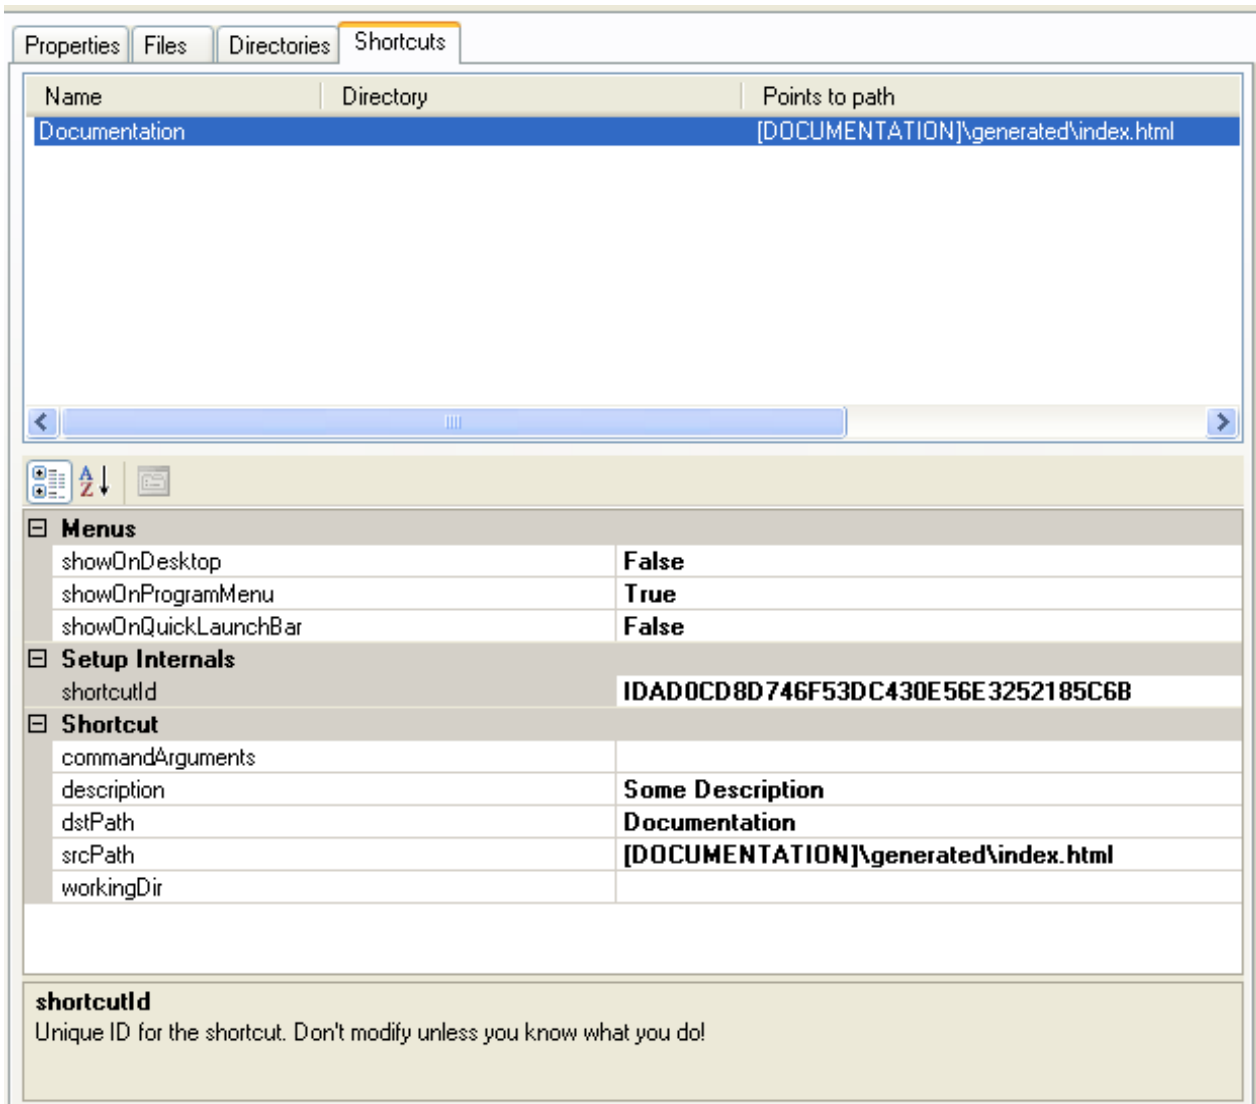 Properties Files Directories Shortcuts
Name Directory Points to path
Documentation [DOCUMENTATION]\generated\index.html
A
Z
Menus
showOnDesktop False
showOnProgramMenu True
showOnQuickLaunchBar False
Setup Internals
shortcutId IDAD0CD8D746F53DC430E56E3252185C6B
Shortcut
commandArguments
description Some Description
dstPath Documentation
srcPath [DOCUMENTATION]\generated\index.html
workingDir
shortcutId
Unique ID for the shortcut. Don't modify unless you know what you do!